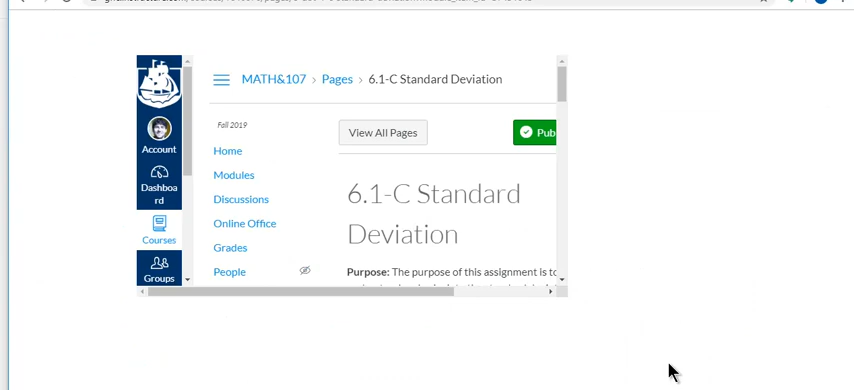 MATH&107 › Pages › 6.1-C Standard Deviation
Fall 2019
View All Pages
Pub
Account
Dashboa
rd
Courses
Groups
Home
Modules
Discussions
Online Office
Grades
People
6.1-C Standard
Deviation
Purpose: The purpose of this assignment is to